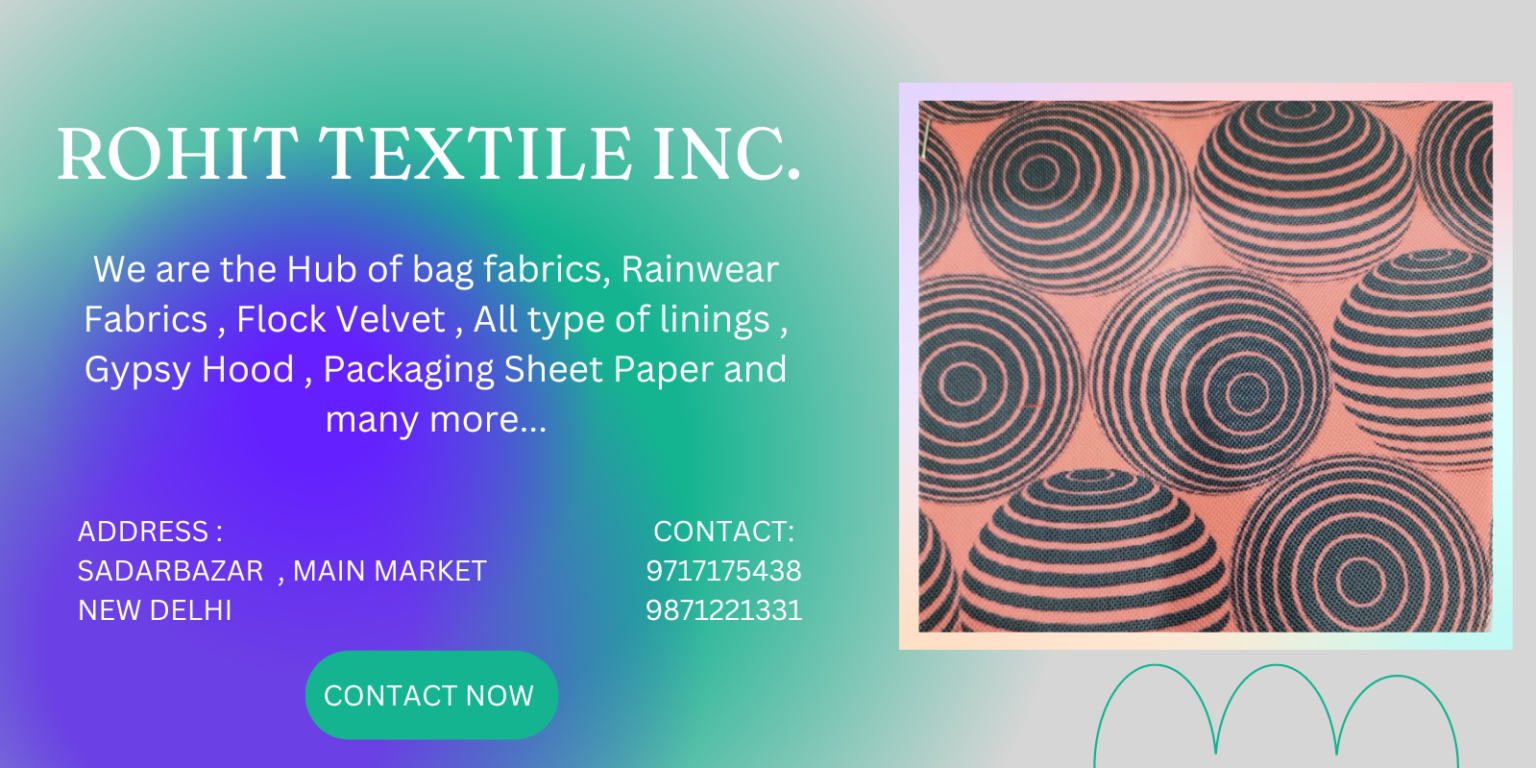 ROHIT TEXTILE INC.
We are the Hub of bag fabrics, Rainwear
Fabrics , Flock Velvet , All type of linings ,
Gypsy Hood , Packaging Sheet Paper and
many more...
ADDRESS :
SADARBAZAR , MAIN MARKET
NEW DELHI
CONTACT:
9717175438
9871221331
CONTACT NOW